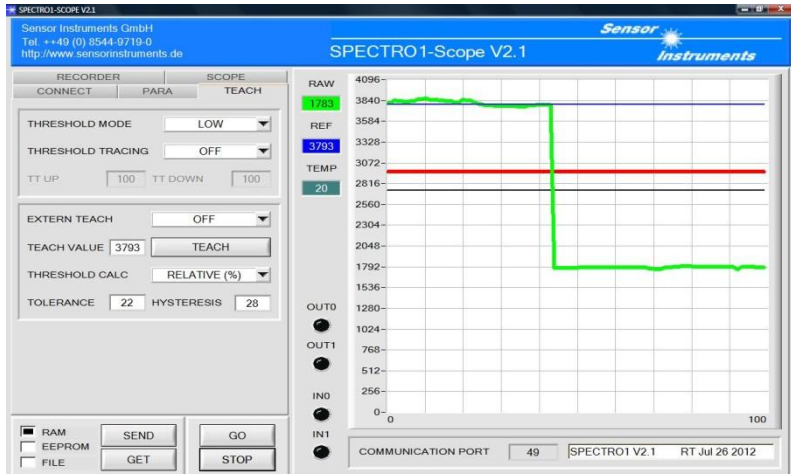 SPECTRO1-SCOPE V2.1
Sensor Instruments GmbH
Tel. ++49 (0) 8544-9719-0
http://www.sensorinstruments.de
SPECTRO1-Scope V2.1
Sensor
Instruments
RECORDER SCOPE
CONNECT PARA TEACH
THRESHOLD MODE LOW
THRESHOLD TRACING OFF
TT UP 100 TT DOWN 100
EXTERN TEACH OFF
TEACH VALUE 3793 TEACH
THRESHOLD CALC RELATIVE (%)
TOLERANCE 22 HYSTERESIS 28
RAM
EEPROM
FILE
SEND
GET
GO
STOP
RAW
1783
REF
3793
TEMP
20
OUT0
OUT1
IN0
IN1
4096
3840
3584
3328
3072
2816
2560
2304
2048
1792
1536
1280
1024
768
512
256
0
0 100
COMMUNICATION PORT 49 SPECTRO1 V2.1 RT Jul 26 2012